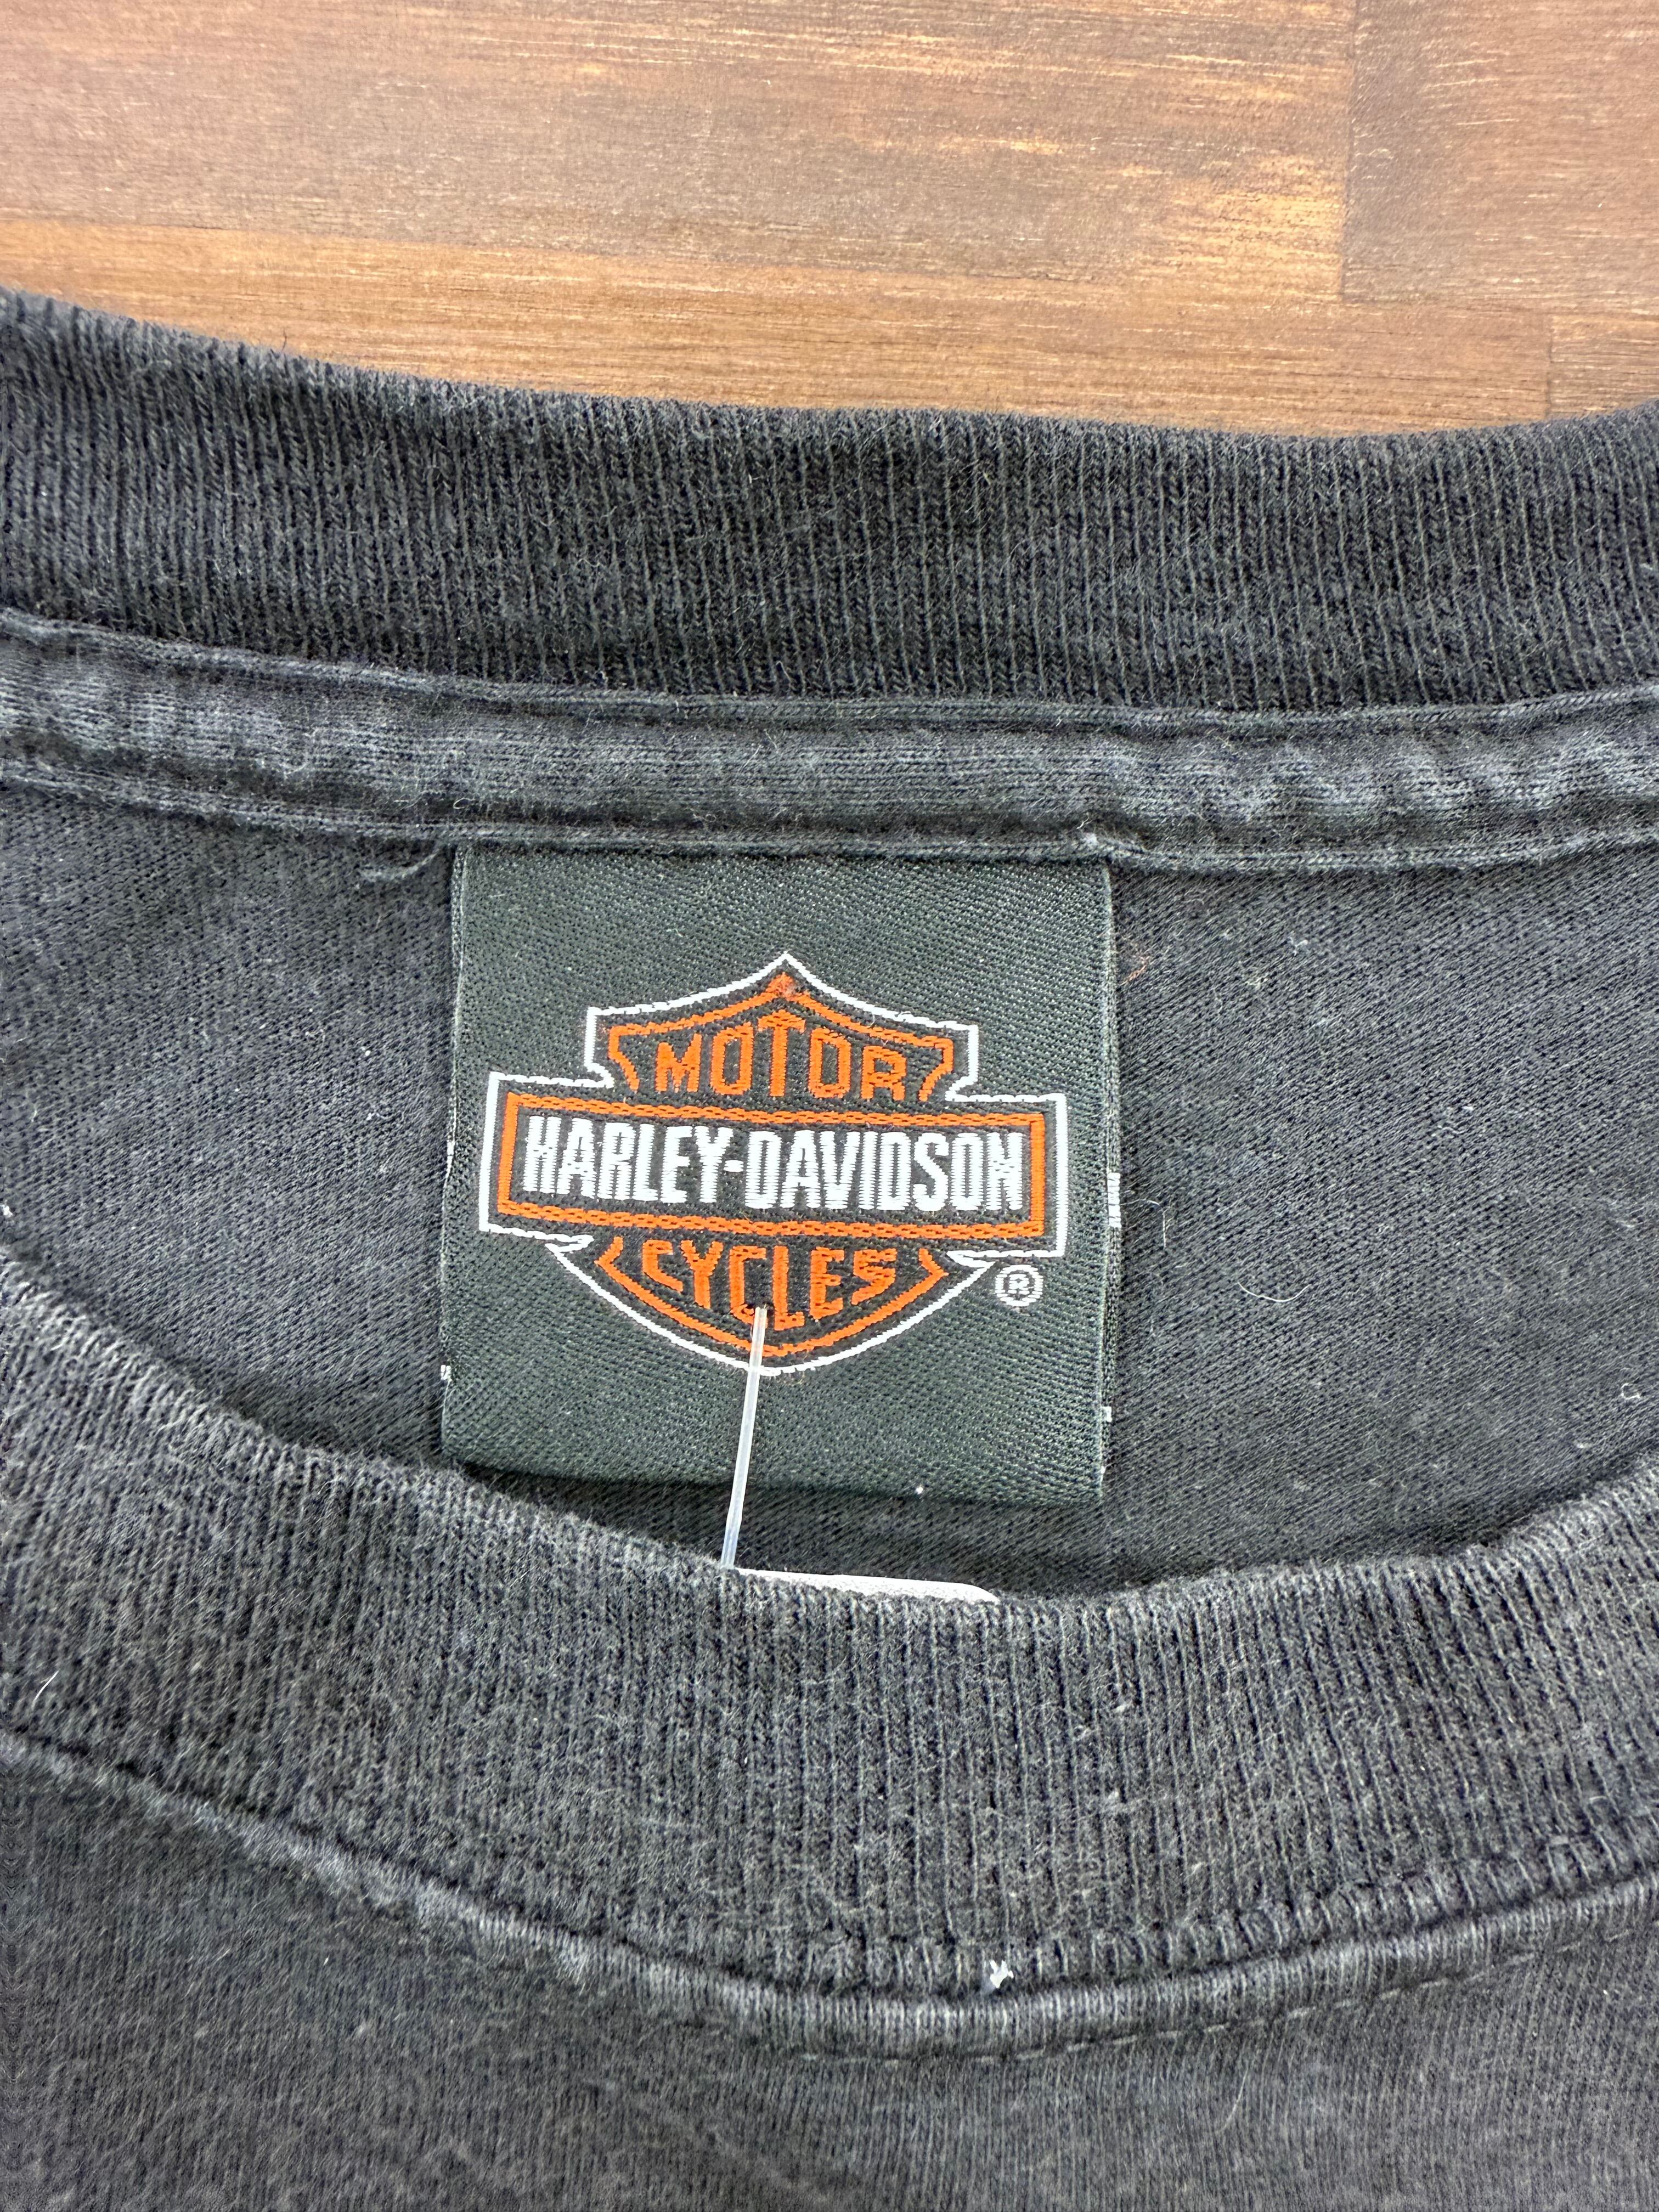 MOTOR
HARLEY-DAVIDSON
CYCLES
®